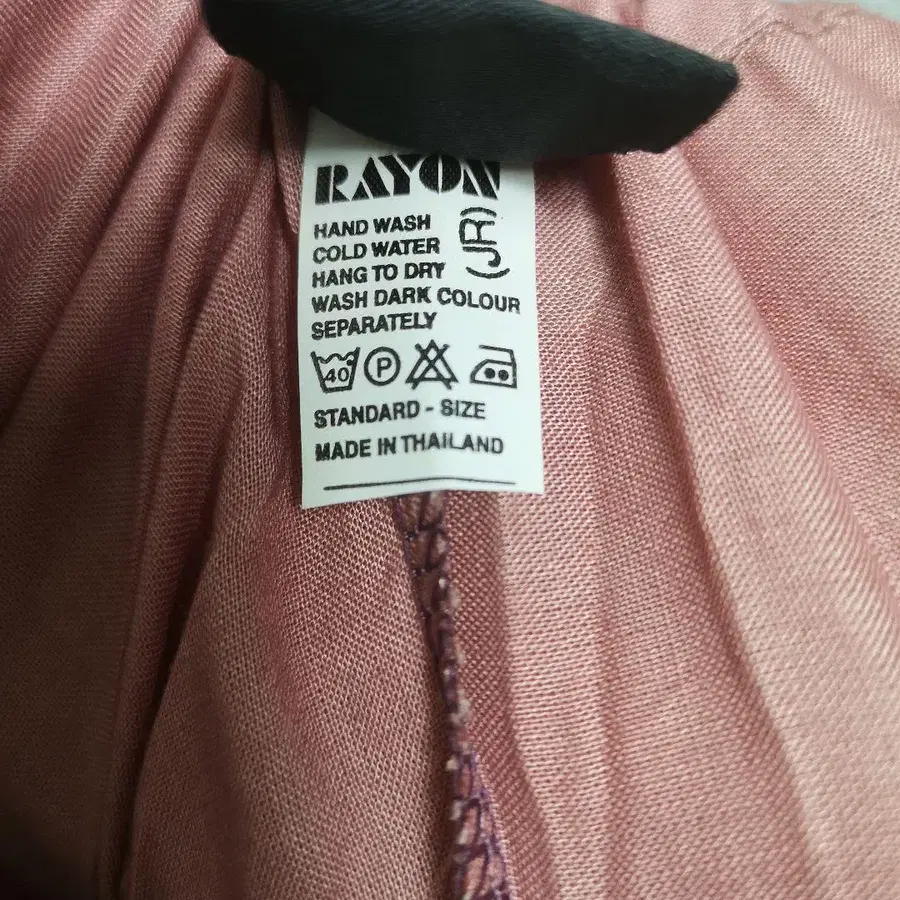 RAYON
(JR)
HAND WASH
COLD WATER
HANG TO DRY
WASH DARK COLOUR
SEPARATELY
40 P
STANDARD - SIZE
MADE IN THAILAND